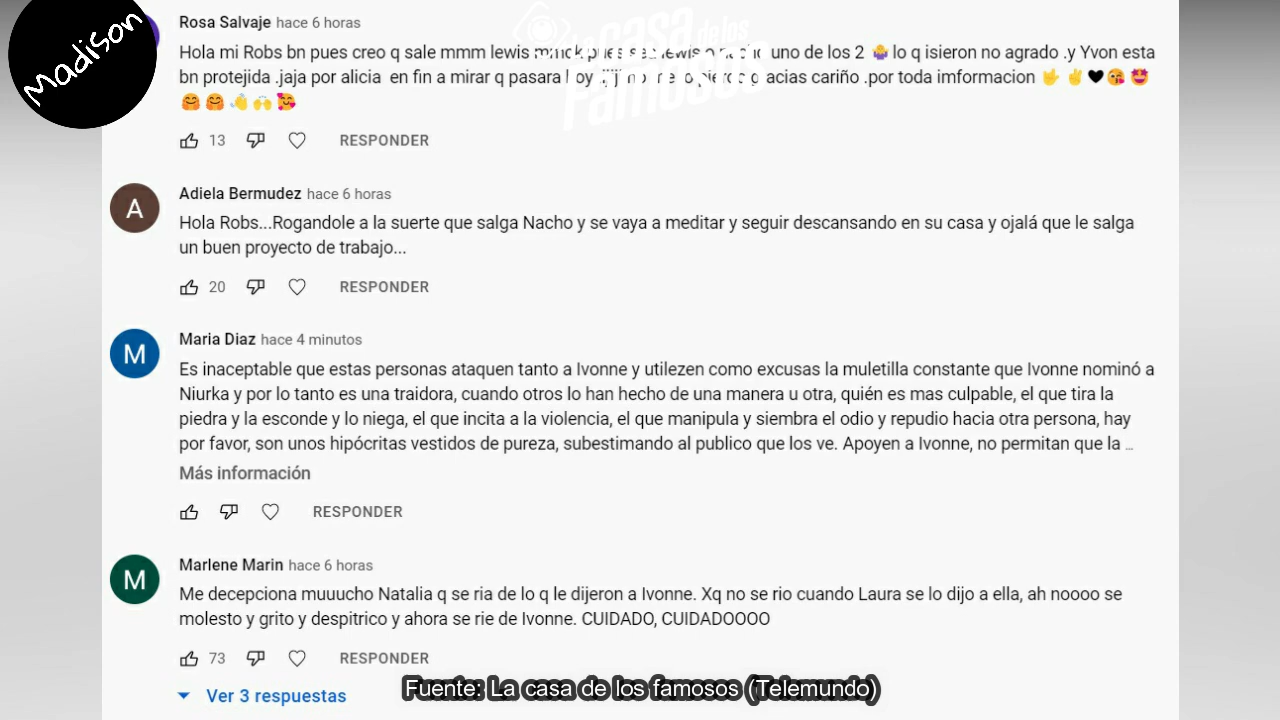 Madison
La casa de los famosos
Rosa Salvaje hace 6 horas
Hola mi Robs bn pues creo q sale mmm lewis o nacho uno de los 2 🤷 lo q isieron no agrado .y Yvon esta
bn protejida .jaja por alicia en fin a mirar q pasara hoy gracias cariño .por toda imformacion 🤟 ✌️ 🖤 😘 🤩
🤗 🤗 👋 🙌 🥰
13 RESPONDER
A
Adiela Bermudez hace 6 horas
Hola Robs...Rogandole a la suerte que salga Nacho y se vaya a meditar y seguir descansando en su casa y ojalá que le salga
un buen proyecto de trabajo...
20 RESPONDER
M
Maria Diaz hace 4 minutos
Es inaceptable que estas personas ataquen tanto a Ivonne y utilezen como excusas la muletilla constante que Ivonne nominó a
Niurka y por lo tanto es una traidora, cuando otros lo han hecho de una manera u otra, quién es mas culpable, el que tira la
piedra y la esconde y lo niega, el que incita a la violencia, el que manipula y siembra el odio y repudio hacia otra persona, hay
por favor, son unos hipócritas vestidos de pureza, subestimando al publico que los ve. Apoyen a Ivonne, no permitan que la ...
Más información
RESPONDER
M
Marlene Marin hace 6 horas
Me decepciona muuucho Natalia q se ria de lo q le dijeron a Ivonne. Xq no se rio cuando Laura se lo dijo a ella, ah noooo se
molesto y grito y despitrico y ahora se rie de Ivonne. CUIDADO, CUIDADOOOO
73 RESPONDER
Ver 3 respuestas
Fuente: La casa de los famosos (Telemundo)